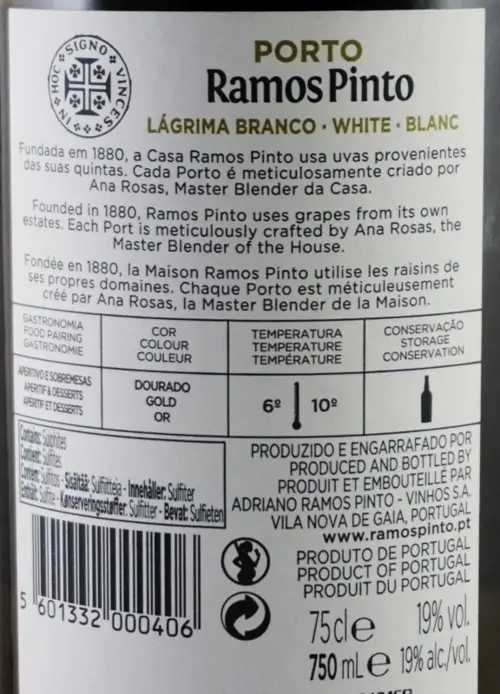 IN HOC SIGNO VINCES
PORTO
Ramos Pinto
LÁGRIMA BRANCO · WHITE · BLANC
Fundada em 1880, a Casa Ramos Pinto usa uvas provenientes
das suas quintas. Cada Porto é meticulosamente criado por
Ana Rosas, Master Blender da Casa.
Founded in 1880, Ramos Pinto uses grapes from its own
estates. Each Port is meticulously crafted by Ana Rosas, the
Master Blender of the House.
Fondée en 1880, la Maison Ramos Pinto utilise les raisins de
ses propres domaines. Chaque Porto est méticuleusement
créé par Ana Rosas, la Master Blender de la Maison.
GASTRONOMIA
FOOD PAIRING
GASTRONOMIE
COR
COLOUR
COULEUR
TEMPERATURA
TEMPERATURE
TEMPÉRATURE
CONSERVAÇÃO
STORAGE
CONSERVATION
APERITIVO E SOBREMESAS
APERITIF & DESSERTS
APÉRITIF ET DESSERTS
DOURADO
GOLD
OR
6º 10º
Contains: Sulphites
Contient: Sulfites
Contém: Sulfitos - Sisältää: Sulfiitteja - Innehåller: Sulfiter
Enthält: Sulfite - Konserveringsstoffer: Sulfitter - Bevat: Sulfieten
5 601332 000406
PRODUZIDO E ENGARRAFADO POR
PRODUCED AND BOTTLED BY
PRODUIT ET EMBOUTEILLÉ PAR
ADRIANO RAMOS PINTO - VINHOS S.A.
VILA NOVA DE GAIA, PORTUGAL
www.ramospinto.pt
PRODUTO DE PORTUGAL
PRODUCT OF PORTUGAL
PRODUIT DU PORTUGAL
75cl e 19% vol.
750 mL e 19% alc./vol.